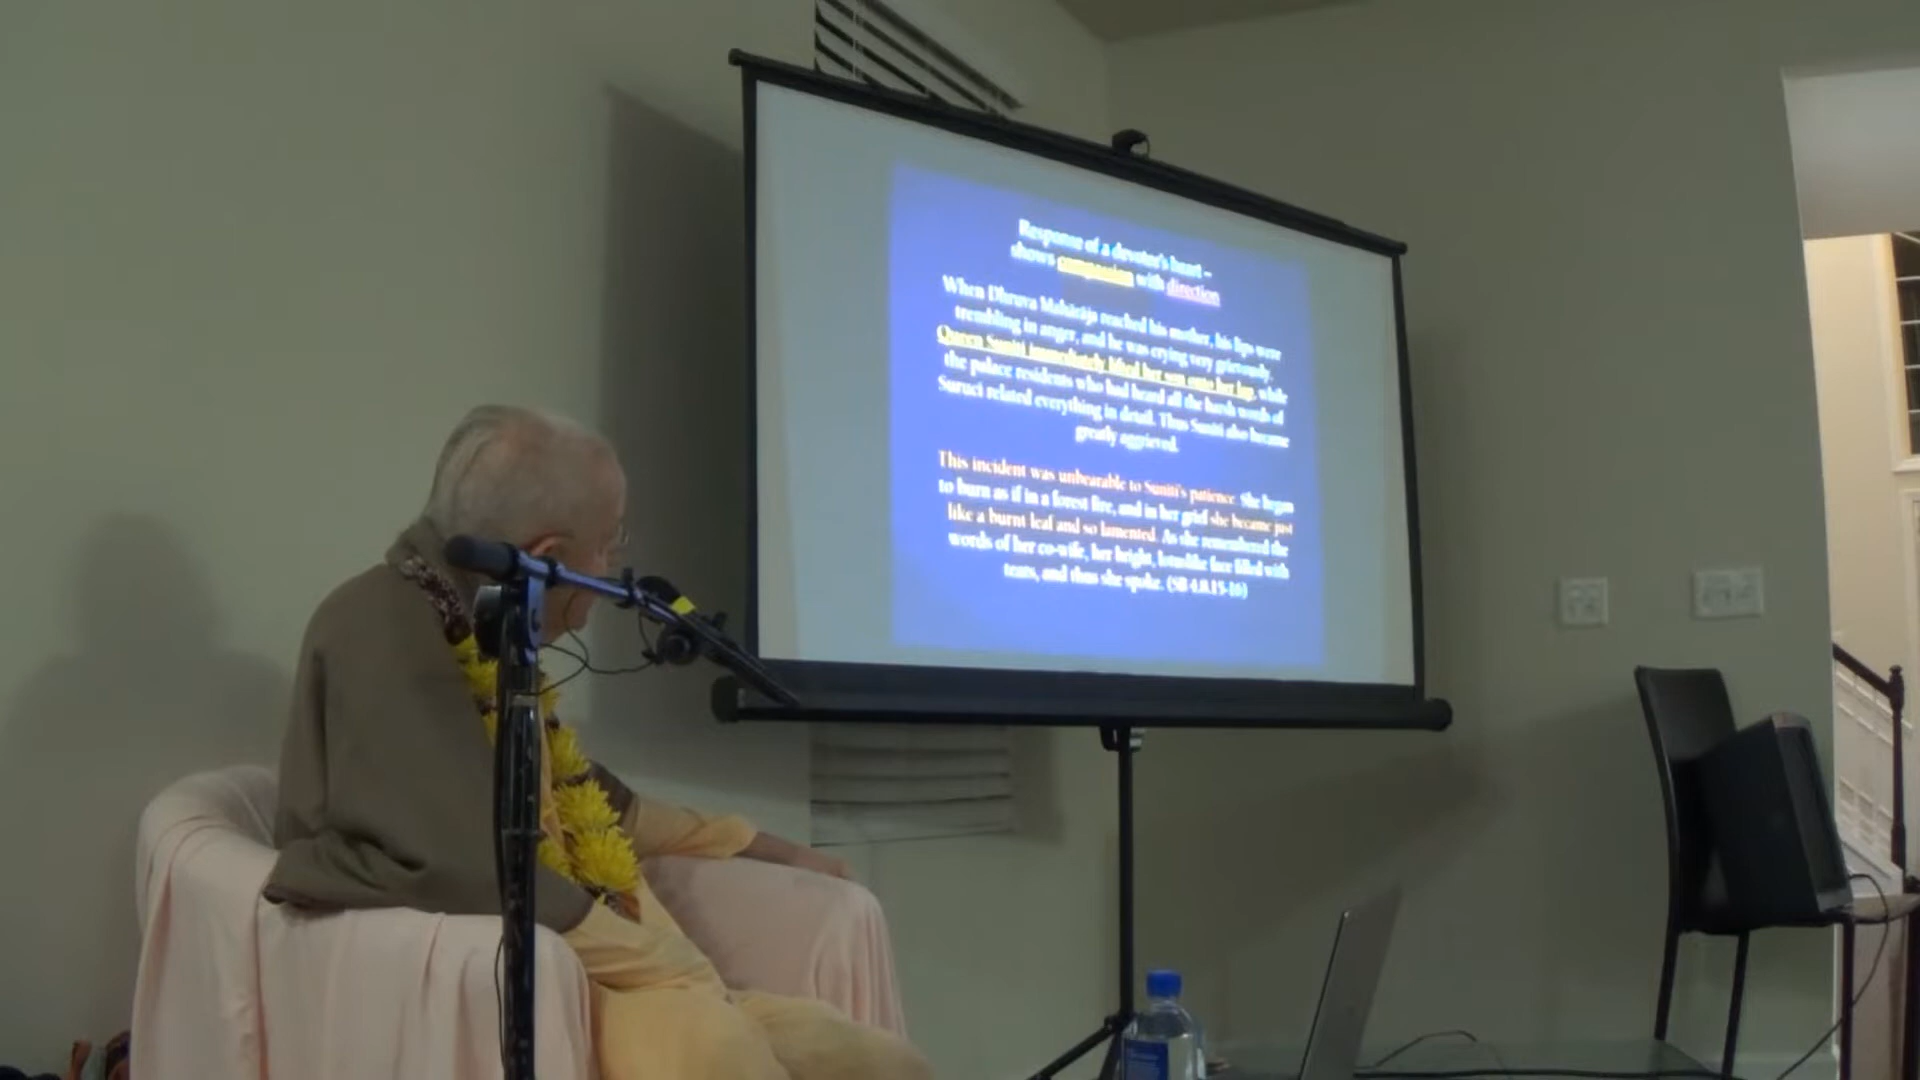 Response of a devotee's heart –
shows compassion with direction
When Dhruva Mahārāja reached his mother, his lips were
trembling in anger, and he was crying very grievously.
Queen Sunīti immediately lifted her son onto her lap, while
the palace residents who had heard all the harsh words of
Suruci related everything in detail. Thus Sunīti also became
greatly aggrieved.
This incident was unbearable to Sunīti's patience. She began
to burn as if in a forest fire, and in her grief she became just
like a burnt leaf and so lamented. As she remembered the
words of her co-wife, her bright, lotuslike face filled with
tears, and thus she spoke. (SB 4.8.15-16)